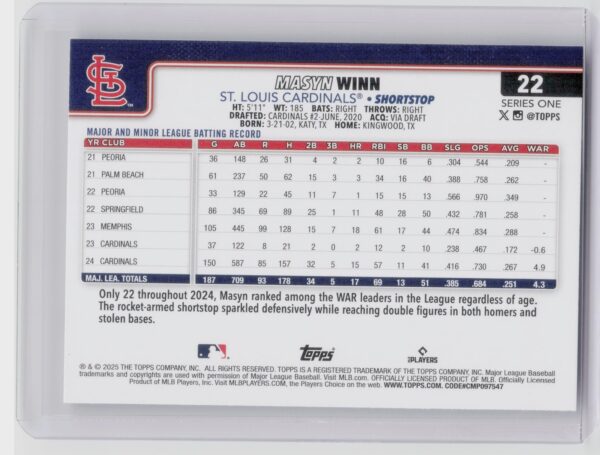 STL
MASYN WINN
22
ST. LOUIS CARDINALS® • SHORTSTOP
SERIES ONE
HT: 5'11" WT: 185 BATS: RIGHT THROWS: RIGHT
DRAFTED: CARDINALS #2-JUNE, 2020 ACQ: VIA DRAFT
@TOPPS
BORN: 3-21-02, KATY, TX HOME: KINGWOOD, TX
MAJOR AND MINOR LEAGUE BATTING RECORD
YR CLUB G AB R H 2B 3B HR RBI SB BB SLG OPS AVG WAR
21 PEORIA 36 148 26 31 4 2 2 10 16 6 .304 .544 .209 -
21 PALM BEACH 61 237 50 62 15 3 3 34 16 40 .388 .758 .262 -
22 PEORIA 33 129 22 45 11 7 1 15 15 13 .566 .970 .349 -
22 SPRINGFIELD 86 345 69 89 25 1 11 48 28 50 .432 .781 .258 -
23 MEMPHIS 105 445 99 128 15 7 18 61 17 44 .474 .834 .288 -
23 CARDINALS 37 122 8 21 2 0 2 12 2 10 .238 .467 .172 -0.6
24 CARDINALS 150 587 85 157 32 5 15 57 11 41 .416 .730 .267 4.9
MAJ. LEA. TOTALS 187 709 93 178 34 5 17 69 13 51 .385 .684 .251 4.3
Only 22 throughout 2024, Masyn ranked among the WAR leaders in the League regardless of age.
The rocket-armed shortstop sparkled defensively while reaching double figures in both homers and
stolen bases.
Topps
PLAYERS
® & © 2025 THE TOPPS COMPANY, INC. ALL RIGHTS RESERVED. TOPPS IS A REGISTERED TRADEMARK OF THE TOPPS COMPANY, INC. Major League Baseball
trademarks and copyrights are used with permission of Major League Baseball. Visit MLB.com. OFFICIALLY LICENSED PRODUCT OF MLB. Officially Licensed
Product of MLB Players, Inc. Visit MLBPLAYERS.com, the Players Choice on the web. WWW.TOPPS.COM. CODE#CMP097547